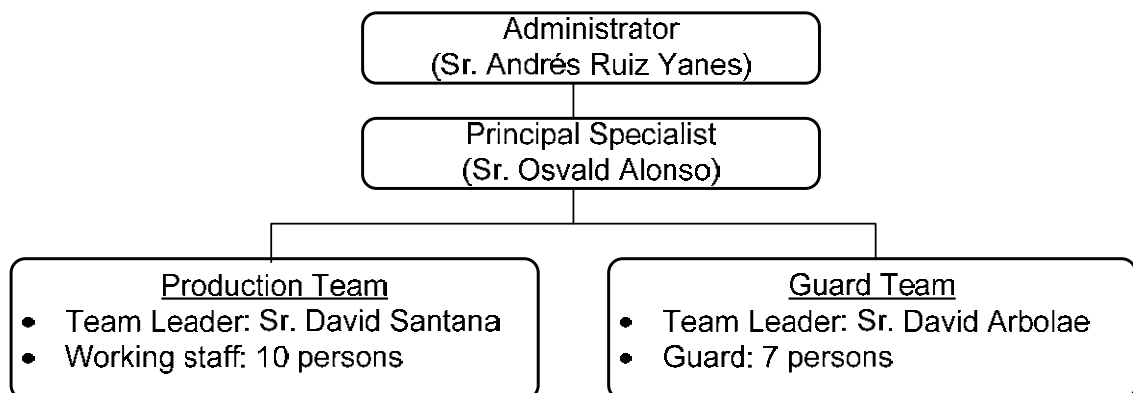 Administrator
(Sr. Andrés Ruiz Yanes)
Principal Specialist
(Sr. Osvald Alonso)
Production Team
• Team Leader: Sr. David Santana
• Working staff: 10 persons
Guard Team
• Team Leader: Sr. David Arbolae
• Guard: 7 persons